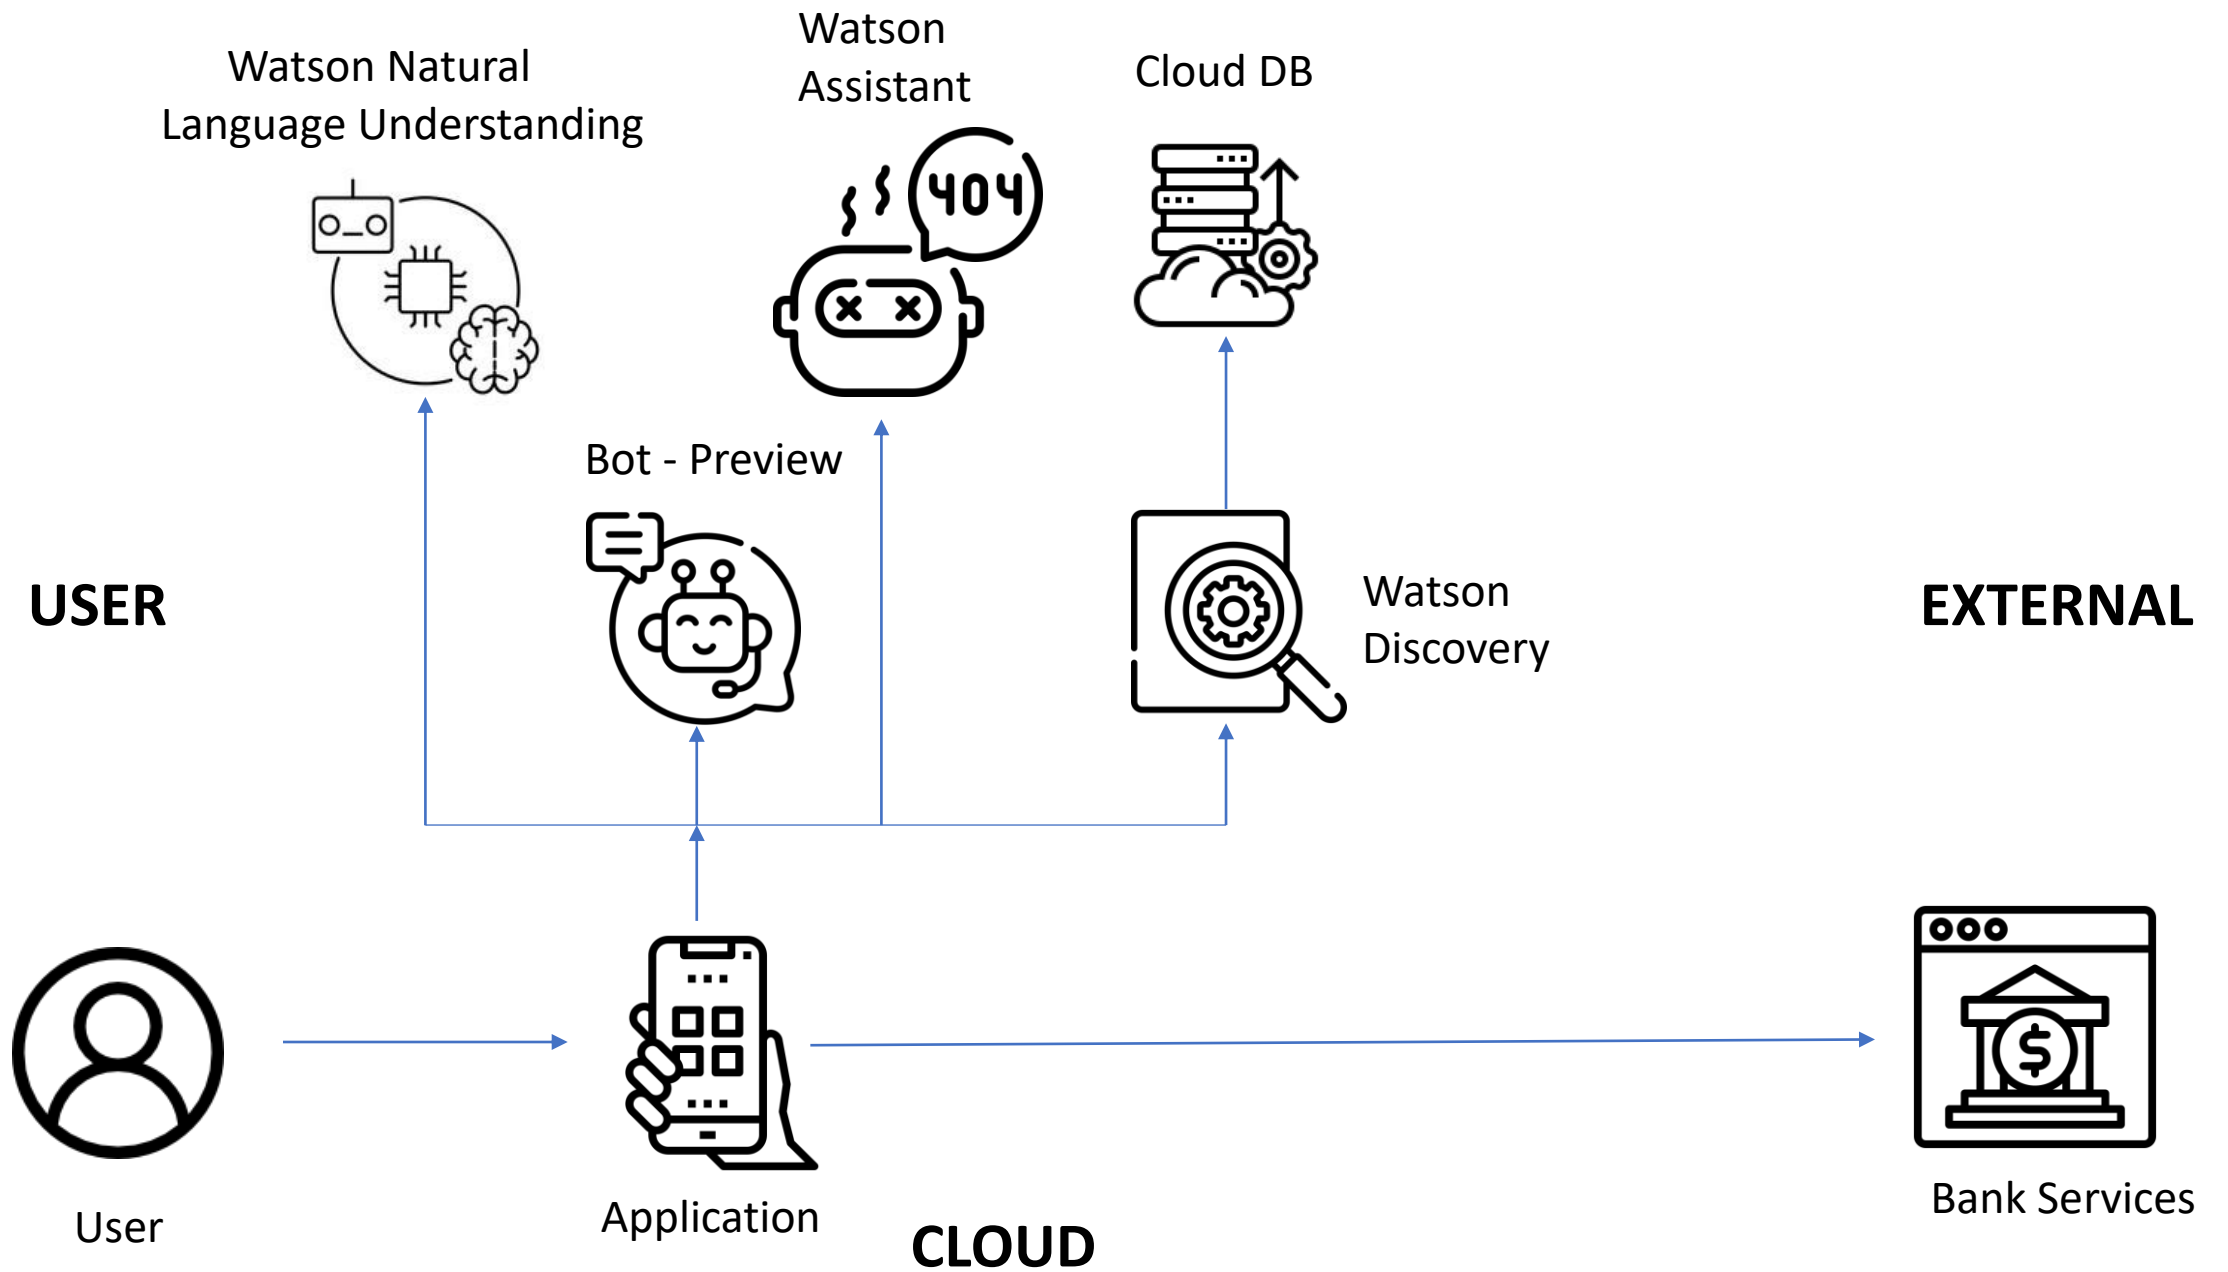 Watson Natural
Language Understanding
Watson
Assistant
Cloud DB
404
Bot - Preview
USER
Watson
Discovery
EXTERNAL
$
User
Application
CLOUD
Bank Services